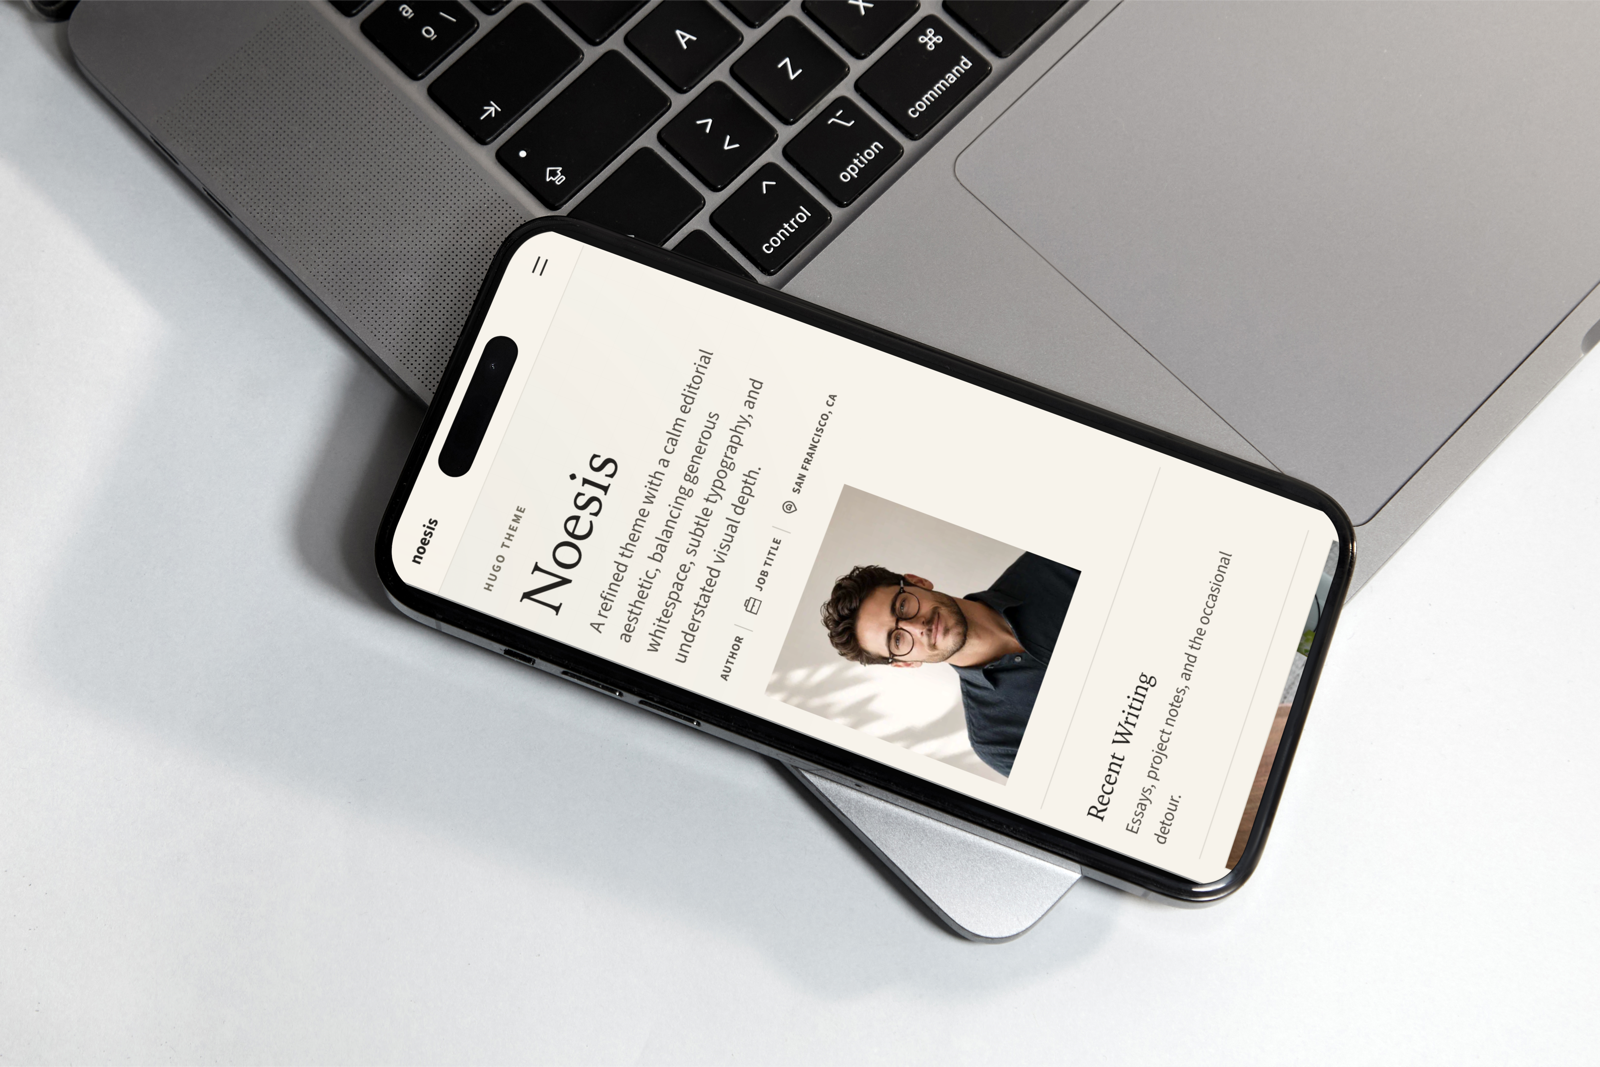 ª
º \
A
Z
X
⌘
command
> <
⌥
option
^
control
noesis
HUGO THEME
Noesis
A refined theme with a calm editorial
aesthetic, balancing generous
whitespace, subtle typography, and
understated visual depth.
AUTHOR | JOB TITLE | SAN FRANCISCO, CA
Recent Writing
Essays, project notes, and the occasional
detour.